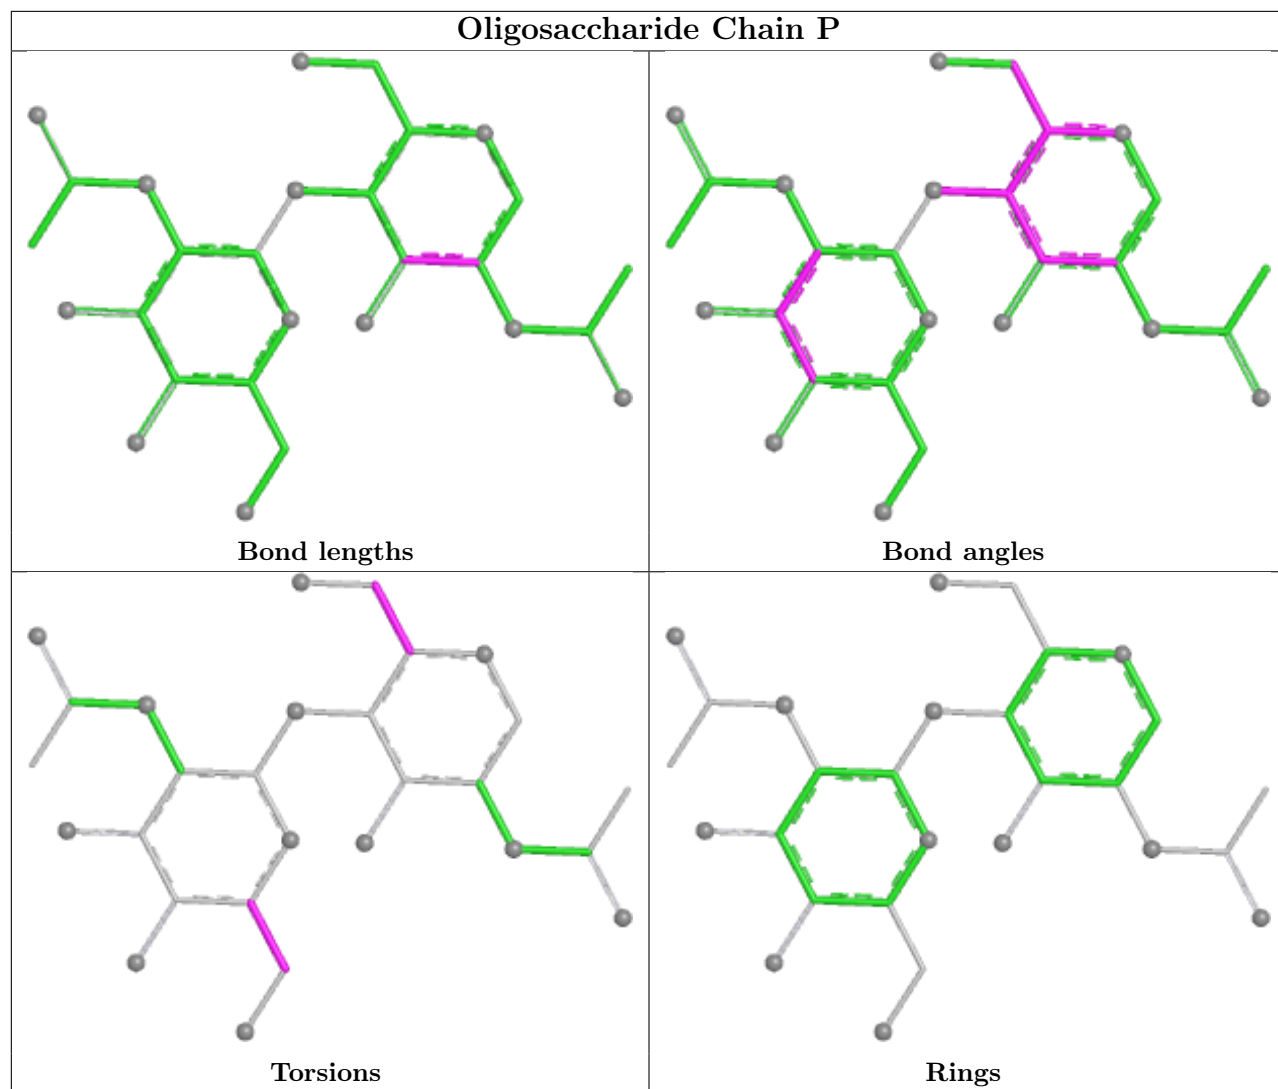 Oligosaccharide Chain P
Bond lengths
Bond angles
Torsions
Rings